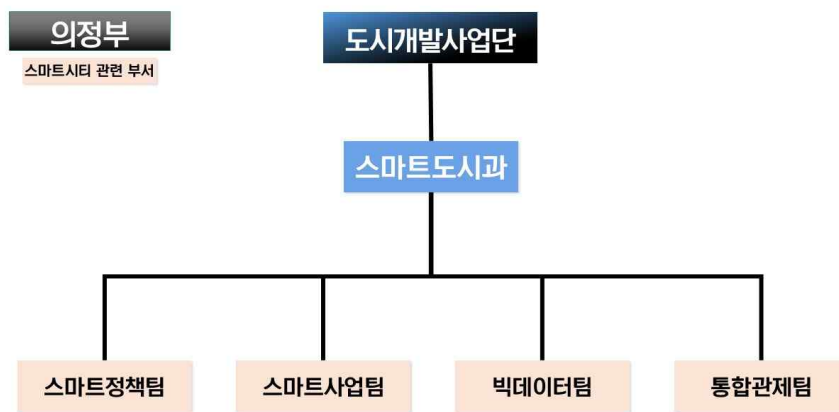 의정부
스마트시티 관련 부서
도시개발사업단
스마트도시과
스마트정책팀
스마트사업팀
빅데이터팀
통합관제팀